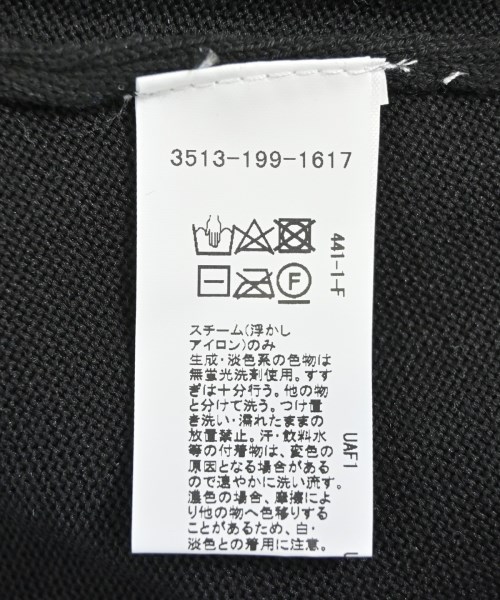 3513-199-1617
441-1-F
F
スチーム(浮かし
アイロン)のみ
生成・淡色系の色物は
無蛍光洗剤使用。すす
ぎは十分行う。他の物
と分けて洗う。つけ置
き洗い・濡れたままの
放置禁止。汗・飲料水
等の付着物は、変色の
原因となる場合がある
ので速やかに洗い流す。
濃色の場合、摩擦によ
り他の物へ色移りする
ことがあるため、白・
淡色との着用に注意。
UAF1